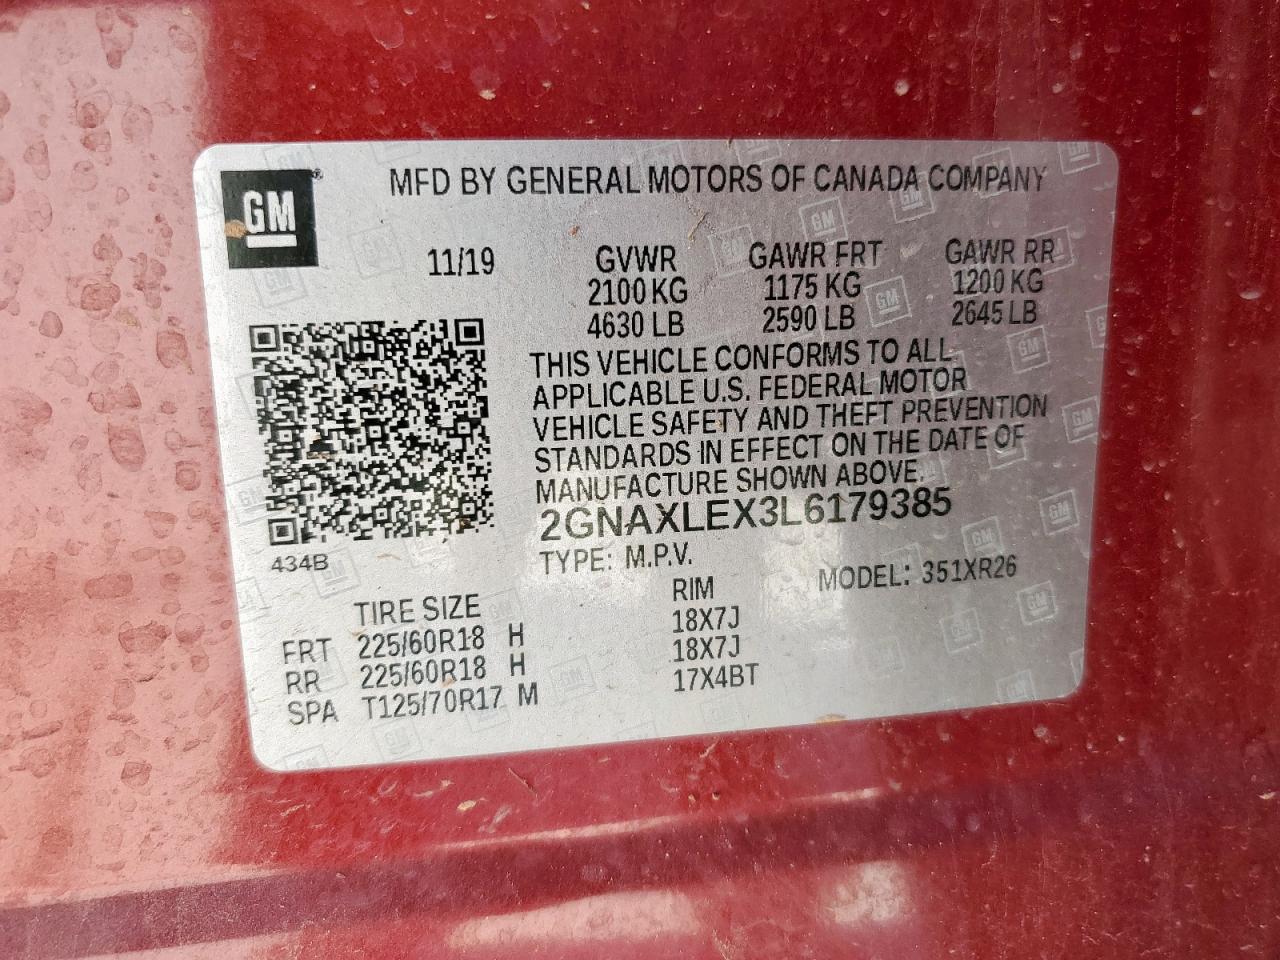 GM®
MFD BY GENERAL MOTORS OF CANADA COMPANY
11/19
GVWR GAWR FRT GAWR RR
2100 KG 1175 KG 1200 KG
4630 LB 2590 LB 2645 LB
THIS VEHICLE CONFORMS TO ALL
APPLICABLE U.S. FEDERAL MOTOR
VEHICLE SAFETY AND THEFT PREVENTION
STANDARDS IN EFFECT ON THE DATE OF
MANUFACTURE SHOWN ABOVE.
2GNAXLEX3L6179385
434B
TYPE: M.P.V. MODEL: 351XR26
TIRE SIZE RIM
FRT 225/60R18 H 18X7J
RR 225/60R18 H 18X7J
SPA T125/70R17 M 17X4BT